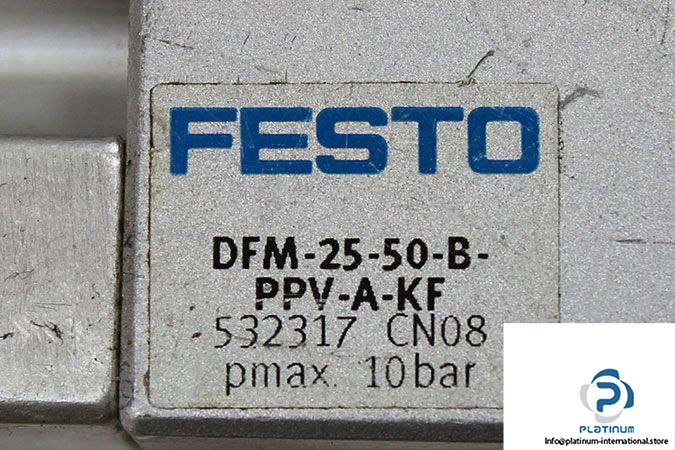 FESTO
DFM-25-50-B-
PPV-A-KF
532317 CN08
pmax. 10bar
PLATINUM
Info@platinum-international.store